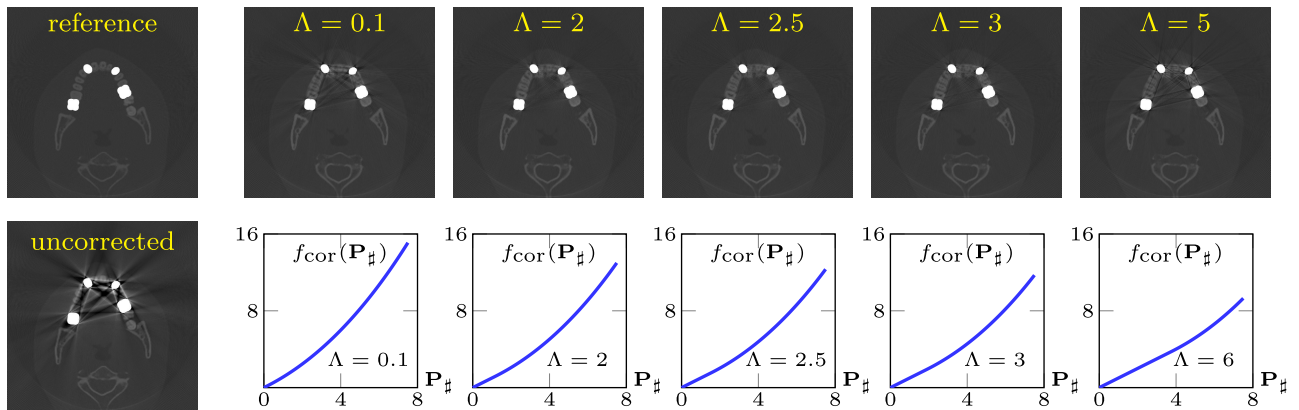 reference
Λ = 0.1
Λ = 2
Λ = 2.5
Λ = 3
Λ = 5
uncorrected
16
8
0
4
8
f_cor(P_♯)
Λ = 0.1
P_♯
16
8
0
4
8
f_cor(P_♯)
Λ = 2
P_♯
16
8
0
4
8
f_cor(P_♯)
Λ = 2.5
P_♯
16
8
0
4
8
f_cor(P_♯)
Λ = 3
P_♯
16
8
0
4
8
f_cor(P_♯)
Λ = 6
P_♯